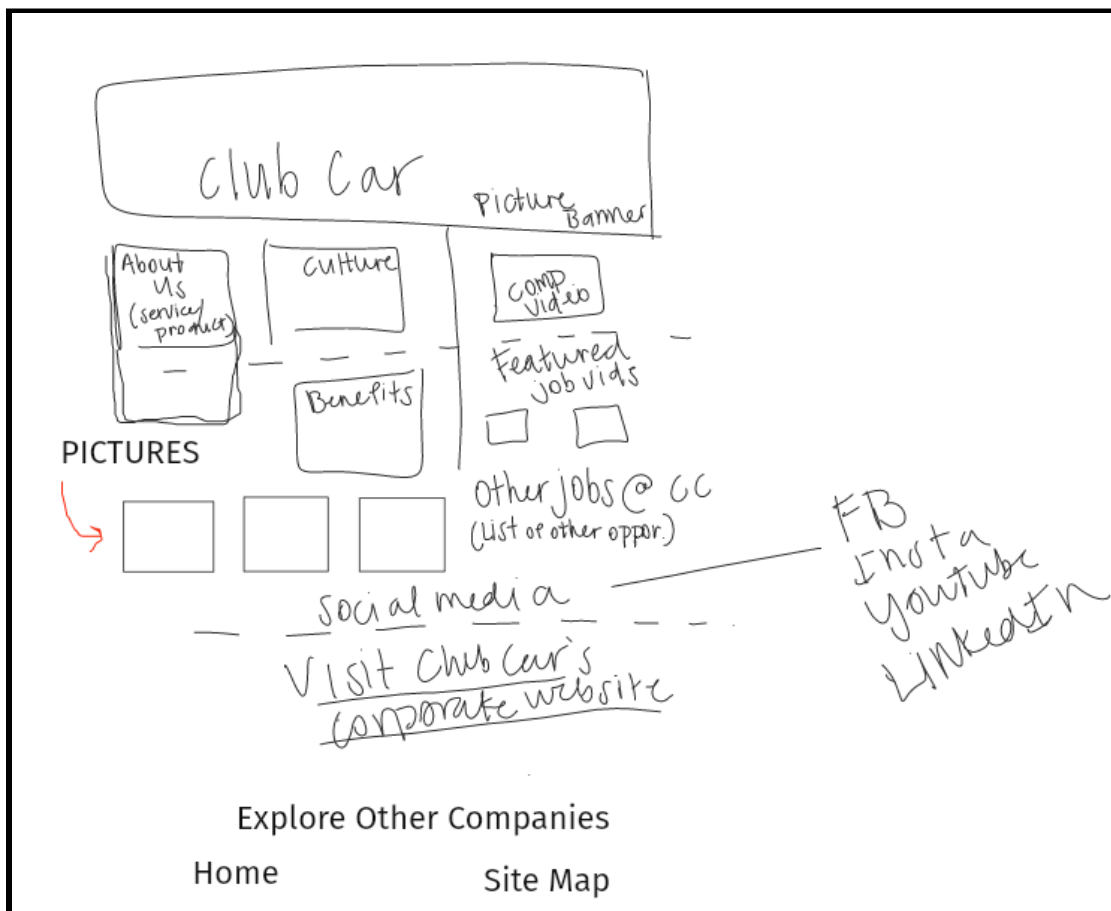 Club Car
Picture
Banner
About
Us
(service/
product)
Culture
Benefits
comp
video
Featured
job vids
PICTURES
Other jobs @ CC
(List of other oppor.)
Social media
FB
Insta
Youtube
LinkedIn
Visit Club Car's
corporate website
Explore Other Companies
Home
Site Map